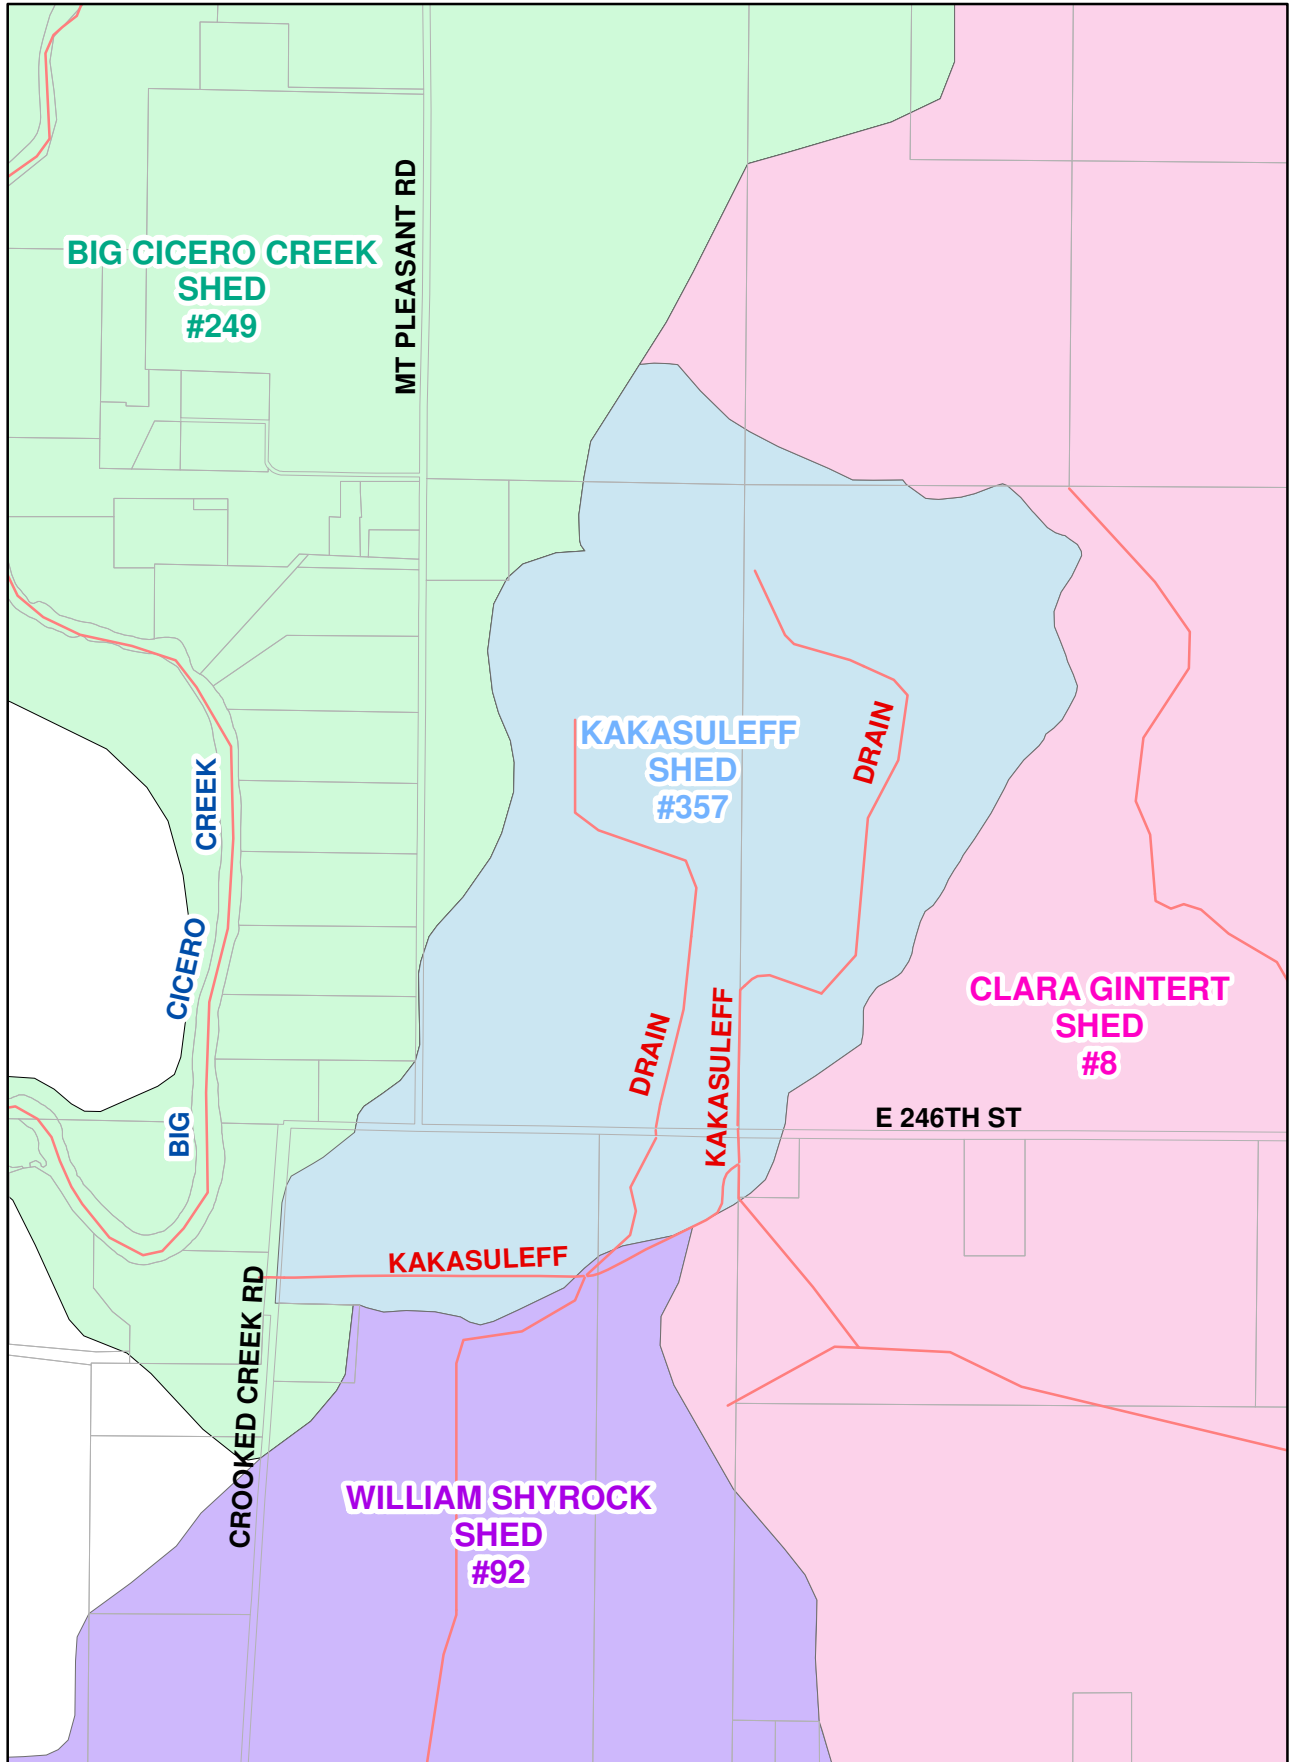 MT PLEASANT RD
BIG CICERO CREEK
SHED
#249
KAKASULEFF
SHED
#357
DRAIN
CREEK
CICERO
BIG
DRAIN
KAKASULEFF
CLARA GINTERT
SHED
#8
E 246TH ST
KAKASULEFF
CROOKED CREEK RD
WILLIAM SHYROCK
SHED
#92